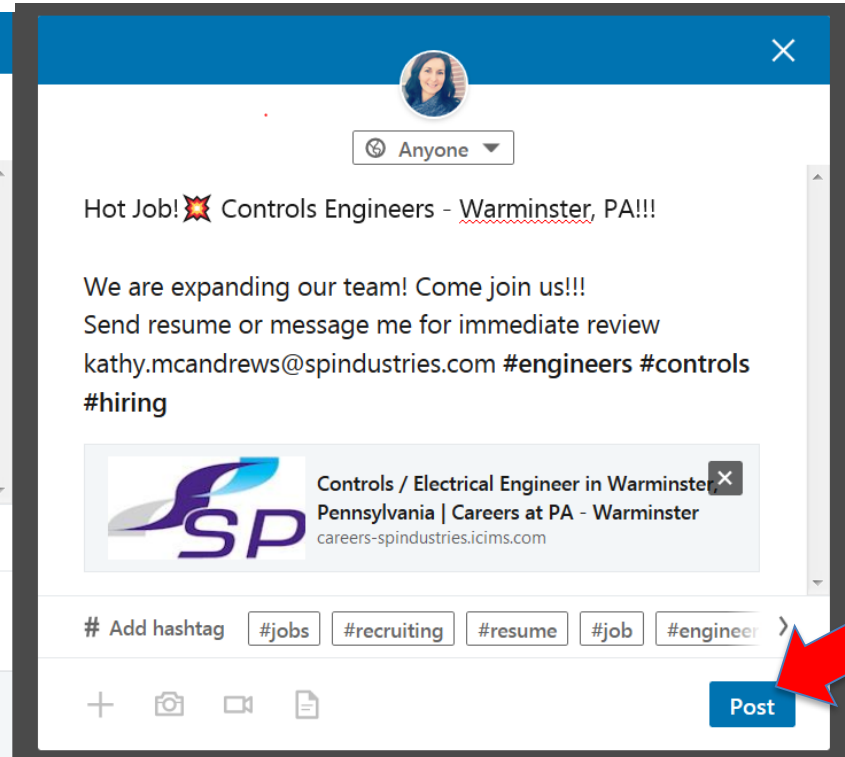 Anyone
Hot Job!💥 Controls Engineers - Warminster, PA!!!
We are expanding our team! Come join us!!!
Send resume or message me for immediate review
kathy.mcandrews@spindustries.com #engineers #controls
#hiring
SP
Controls / Electrical Engineer in Warminster,
Pennsylvania | Careers at PA - Warminster
careers-spindustries.icims.com
# Add hashtag #jobs #recruiting #resume #job #engineer
Post